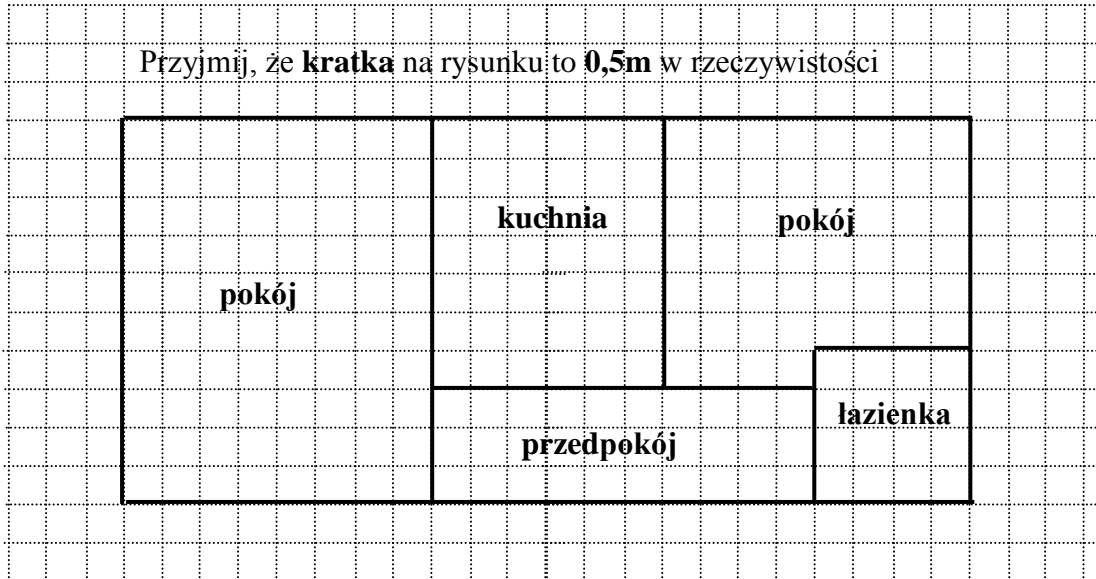 Przyjmij, że kratka na rysunku to 0,5m w rzeczywistości
kuchnia
pokój
pokój
łazienka
przedpokój